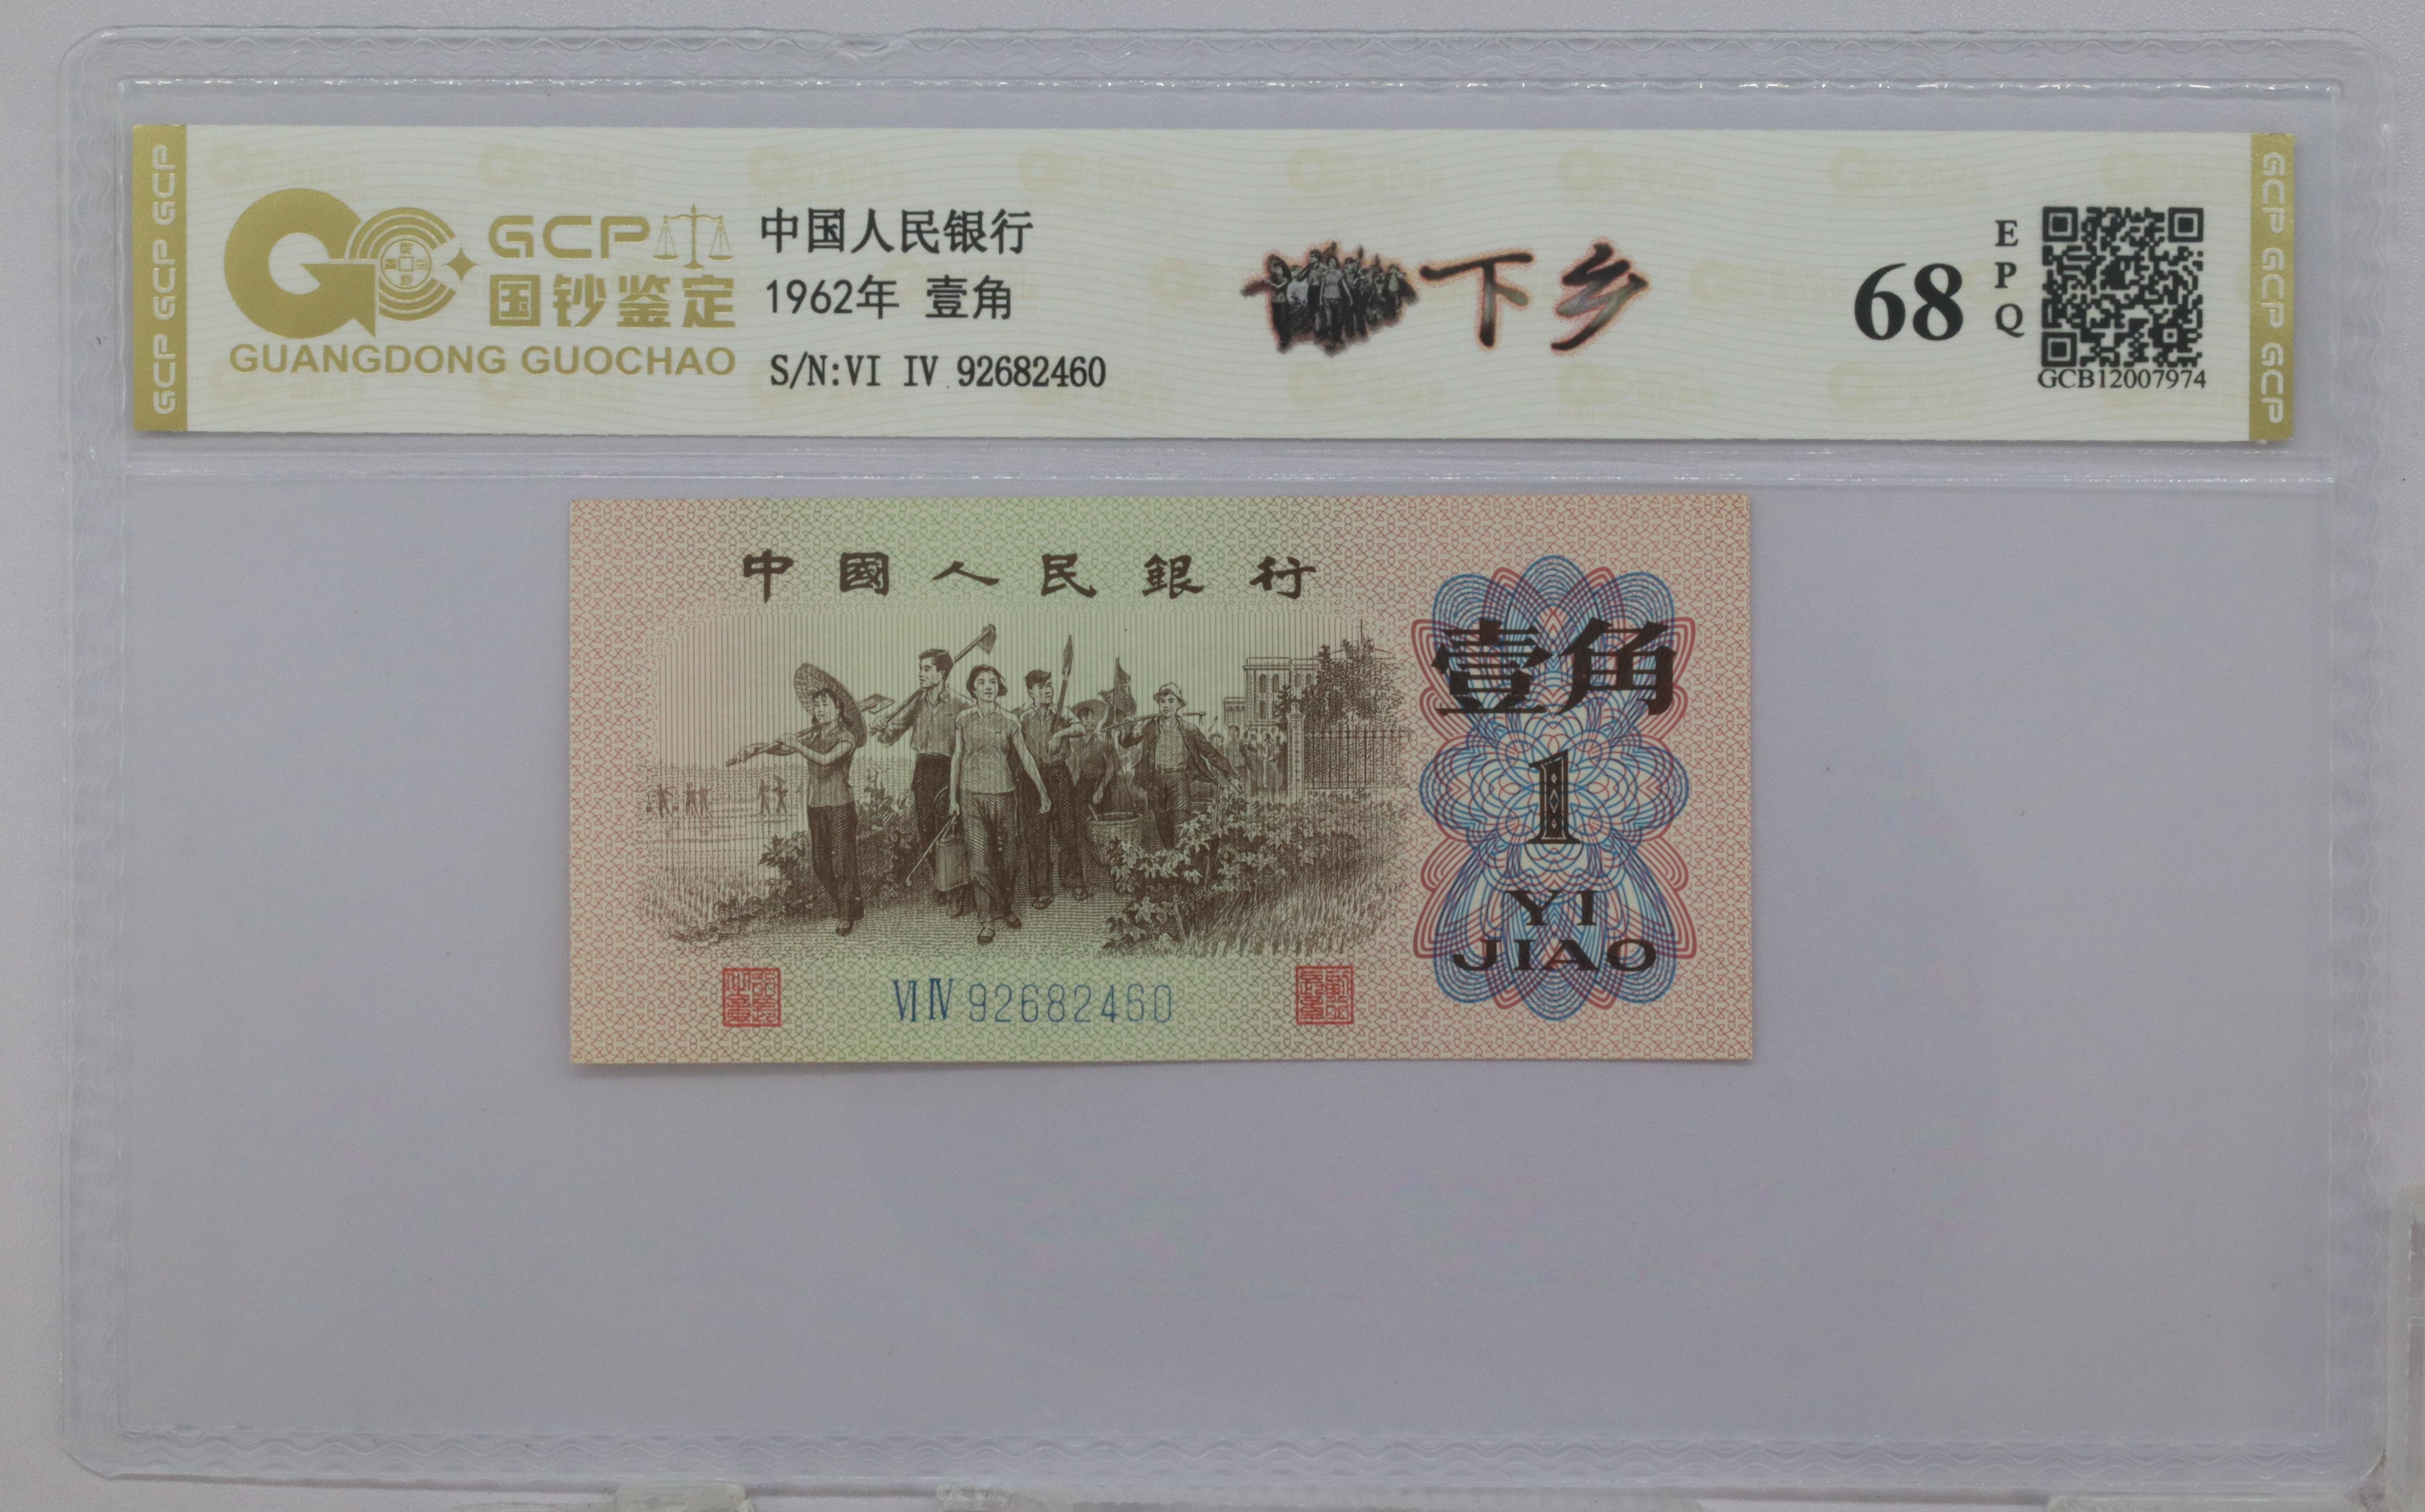 GCP GCP GCP
GCP
国钞鉴定
GUANGDONG GUOCHAO
中国人民银行
1962年 壹角
S/N:VI IV 92682460
下乡
68
EPQ
GCB12007974
GCP GCP GCP
中國人民銀行
壹角
1
YI
JIAO
VI IV 92682460